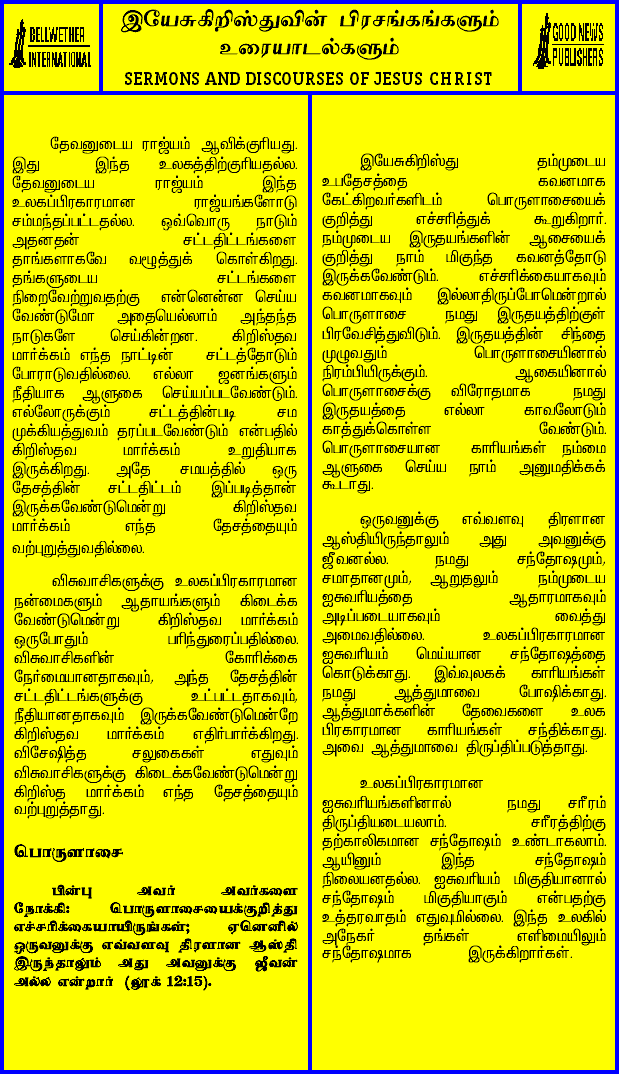 BELLWETHER
INTERNATIONAL
இயேசுகிறிஸ்துவின் பிரசங்கங்களும்
உரையாடல்களும்
SERMONS AND DISCOURSES OF JESUS CHRIST
GOOD NEWS
PUBLISHERS
தேவனுடைய ராஜ்யம் ஆவிக்குரியது.
இது இந்த உலகத்திற்குரியதல்ல.
தேவனுடைய ராஜ்யம் இந்த
உலகப்பிரகாரமான ராஜ்யங்களோடு
சம்மந்தப்பட்டதல்ல. ஒவ்வொரு நாடும்
அதனதன் சட்டதிட்டங்களை
தாங்களாகவே வழூத்துக் கொள்கிறது.
தங்களுடைய சட்டங்களை
நிறைவேற்றுவதற்கு என்னென்ன செய்ய
வேண்டுமோ அதையெல்லாம் அந்தந்த
நாடுகளே செய்கின்றன. கிறிஸ்தவ
மார்க்கம் எந்த நாட்டின் சட்டத்தோடும்
போராடுவதில்லை. எல்லா ஜனங்களும்
நீதியாக ஆளுகை செய்யப்படவேண்டும்.
எல்லோருக்கும் சட்டத்தின்படி சம
முக்கியத்துவம் தரப்படவேண்டும் என்பதில்
கிறிஸ்தவ மார்க்கம் உறுதியாக
இருக்கிறது. அதே சமயத்தில் ஒரு
தேசத்தின் சட்டதிட்டம் இப்படித்தான்
இருக்கவேண்டுமென்று கிறிஸ்தவ
மார்க்கம் எந்த தேசத்தையும்
வற்புறுத்துவதில்லை.
விசுவாசிகளுக்கு உலகப்பிரகாரமான
நன்மைகளும் ஆதாயங்களும் கிடைக்க
வேண்டுமென்று கிறிஸ்தவ மார்க்கம்
ஒருபோதும் பரிந்துரைப்பதில்லை.
விசுவாசிகளின் கோரிக்கை
நேர்மையானதாகவும், அந்த தேசத்தின்
சட்டதிட்டங்களுக்கு உட்பட்டதாகவும்,
நீதியானதாகவும் இருக்கவேண்டுமென்றே
கிறிஸ்தவ மார்க்கம் எதிர்பார்க்கிறது.
விசேஷித்த சலுகைகள் எதுவும்
விசுவாசிகளுக்கு கிடைக்கவேண்டுமென்று
கிறிஸ்த மார்க்கம் எந்த தேசத்தையும்
வற்புறுத்தாது.
பொருளாசை
பின்பு அவர் அவர்களை
நோக்கி: பொருளாசையைக்குறித்து
எச்சரிக்கையாயிருங்கள்; ஏனெனில்
ஒருவனுக்கு எவ்வளவு திரளான ஆஸ்தி
இருந்தாலும் அது அவனுக்கு ஜீவன்
அல்ல என்றார் (லூக் 12:15).
இயேசுகிறிஸ்து தம்முடைய
உபதேசத்தை கவனமாக
கேட்கிறவர்களிடம் பொருளாசையைக்
குறித்து எச்சரித்துக் கூறுகிறார்.
நம்முடைய இருதயங்களின் ஆசையைக்
குறித்து நாம் மிகுந்த கவனத்தோடு
இருக்கவேண்டும். எச்சரிக்கையாகவும்
கவனமாகவும் இல்லாதிருப்போமென்றால்
பொருளாசை நமது இருதயத்திற்குள்
பிரவேசித்துவிடும். இருதயத்தின் சிந்தை
முழுவதும் பொருளாசையினால்
நிரம்பியிருக்கும். ஆகையினால்
பொருளாசைக்கு விரோதமாக நமது
இருதயத்தை எல்லா காவலோடும்
காத்துக்கொள்ள வேண்டும்.
பொருளாசையான காரியங்கள் நம்மை
ஆளுகை செய்ய நாம் அனுமதிக்கக்
கூடாது.
ஒருவனுக்கு எவ்வளவு திரளான
ஆஸ்தியிருந்தாலும் அது அவனுக்கு
ஜீவனல்ல. நமது சந்தோஷமும்,
சமாதானமும், ஆறுதலும் நம்முடைய
ஐசுவரியத்தை ஆதாரமாகவும்
அடிப்படையாகவும் வைத்து
அமைவதில்லை. உலகப்பிரகாரமான
ஐசுவரியம் மெய்யான சந்தோஷத்தை
கொடுக்காது. இவ்வுலகக் காரியங்கள்
நமது ஆத்துமாவை போஷிக்காது.
ஆத்துமாக்களின் தேவைகளை உலக
பிரகாரமான காரியங்கள் சந்திக்காது.
அவை ஆத்துமாவை திருப்திப்படுத்தாது.
உலகப்பிரகாரமான
ஐசுவரியங்களினால் நமது சரீரம்
திருப்தியடையலாம். சரீரத்திற்கு
தற்காலிகமான சந்தோஷம் உண்டாகலாம்.
ஆயினும் இந்த சந்தோஷம்
நிலையனதல்ல. ஐசுவரியம் மிகுதியானால்
சந்தோஷம் மிகுதியாகும் என்பதற்கு
உத்தரவாதம் எதுவுமில்லை. இந்த உலகில்
அநேகர் தங்கள் எளிமையிலும்
சந்தோஷமாக இருக்கிறார்கள்.